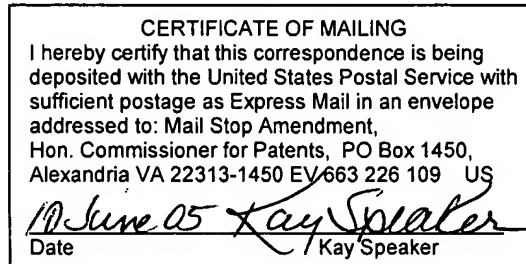 CERTIFICATE OF MAILING
I hereby certify that this correspondence is being
deposited with the United States Postal Service with
sufficient postage as Express Mail in an envelope
addressed to: Mail Stop Amendment,
Hon. Commissioner for Patents, PO Box 1450,
Alexandria VA 22313-1450 EV 663 226 109 US
10 June 05 Kay Speaker
Date Kay Speaker